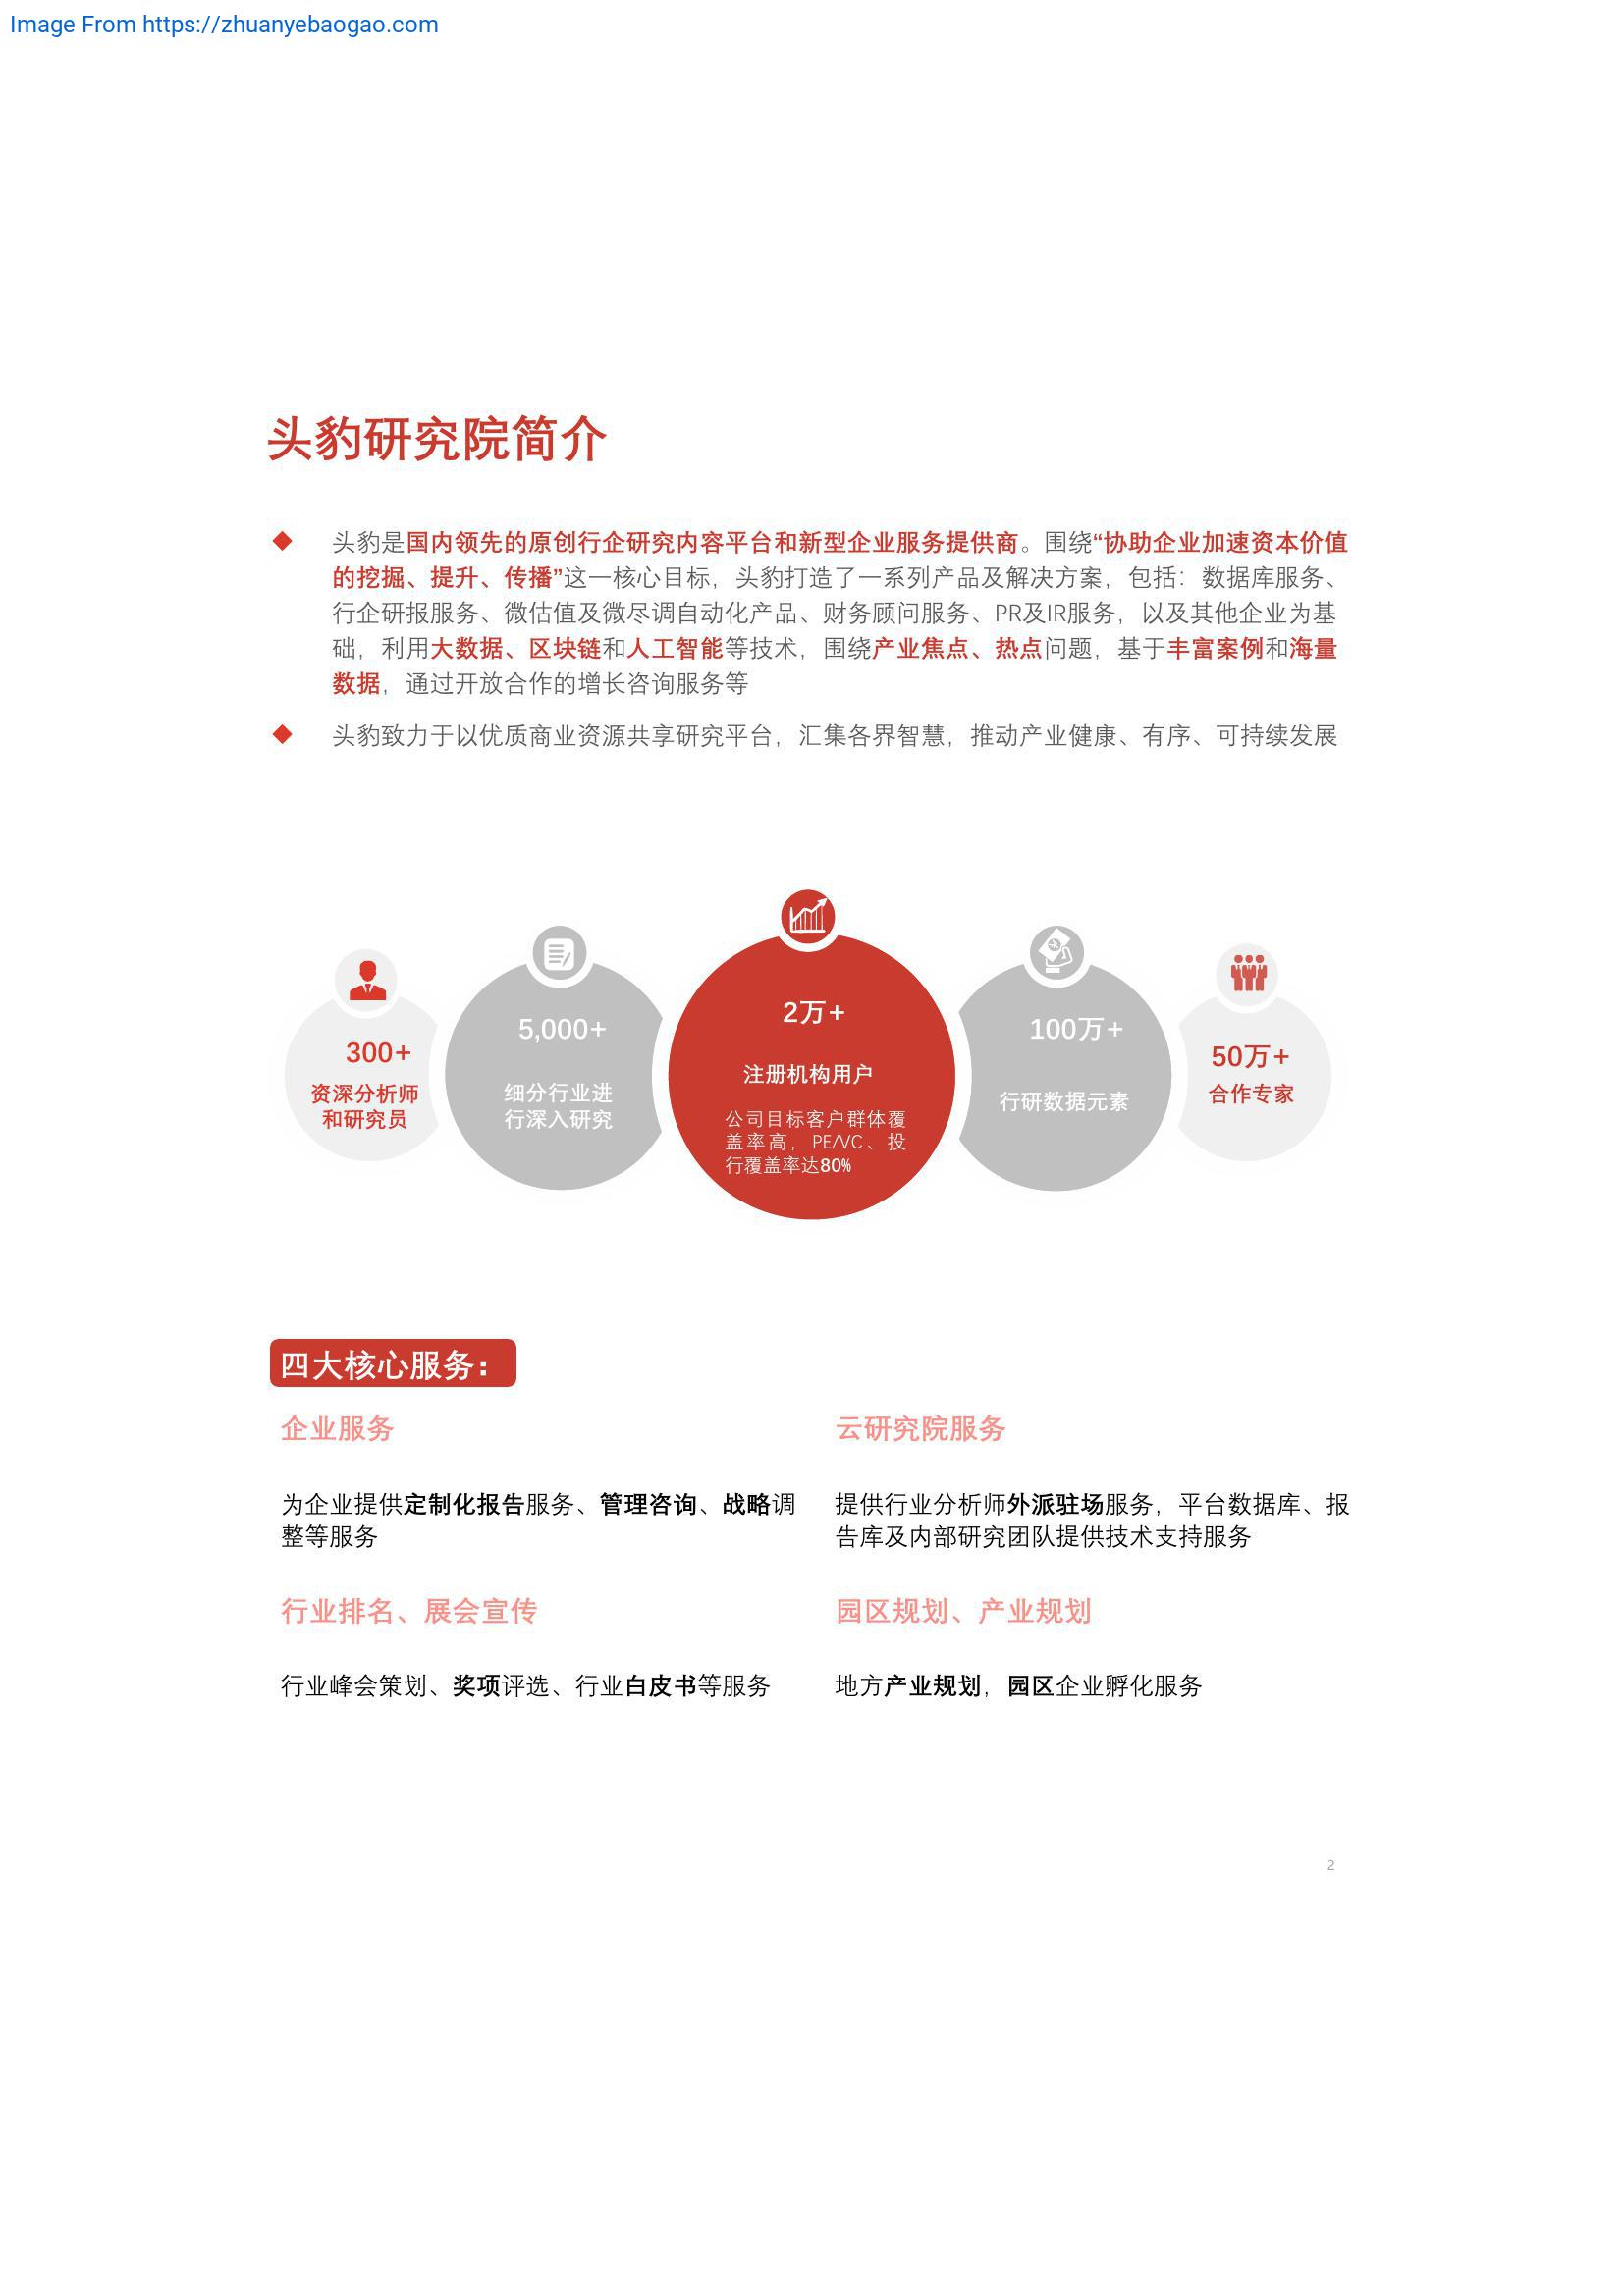 Image From https://zhuanyebaogao.com
头豹研究院简介
头豹是国内领先的原创行企研究内容平台和新型企业服务提供商。围绕“协助企业加速资本价值
的挖掘、提升、传播”这一核心目标，头豹打造了一系列产品及解决方案，包括：数据库服务、
行企研报服务、微估值及微尽调自动化产品、财务顾问服务、PR及IR服务，以及其他企业为基
础，利用大数据、区块链和人工智能等技术，围绕产业焦点、热点问题，基于丰富案例和海量
数据，通过开放合作的增长咨询服务等
头豹致力于以优质商业资源共享研究平台，汇集各界智慧，推动产业健康、有序、可持续发展
300+
资深分析师
和研究员
5,000+
细分行业进
行深入研究
2万+
注册机构用户
公司目标客户群体覆
盖率高，PE/VC、投
行覆盖率达80%
100万+
行研数据元素
50万+
合作专家
四大核心服务：
企业服务
为企业提供定制化报告服务、管理咨询、战略调
整等服务
云研究院服务
提供行业分析师外派驻场服务，平台数据库、报
告库及内部研究团队提供技术支持服务
行业排名、展会宣传
行业峰会策划、奖项评选、行业白皮书等服务
园区规划、产业规划
地方产业规划，园区企业孵化服务
2